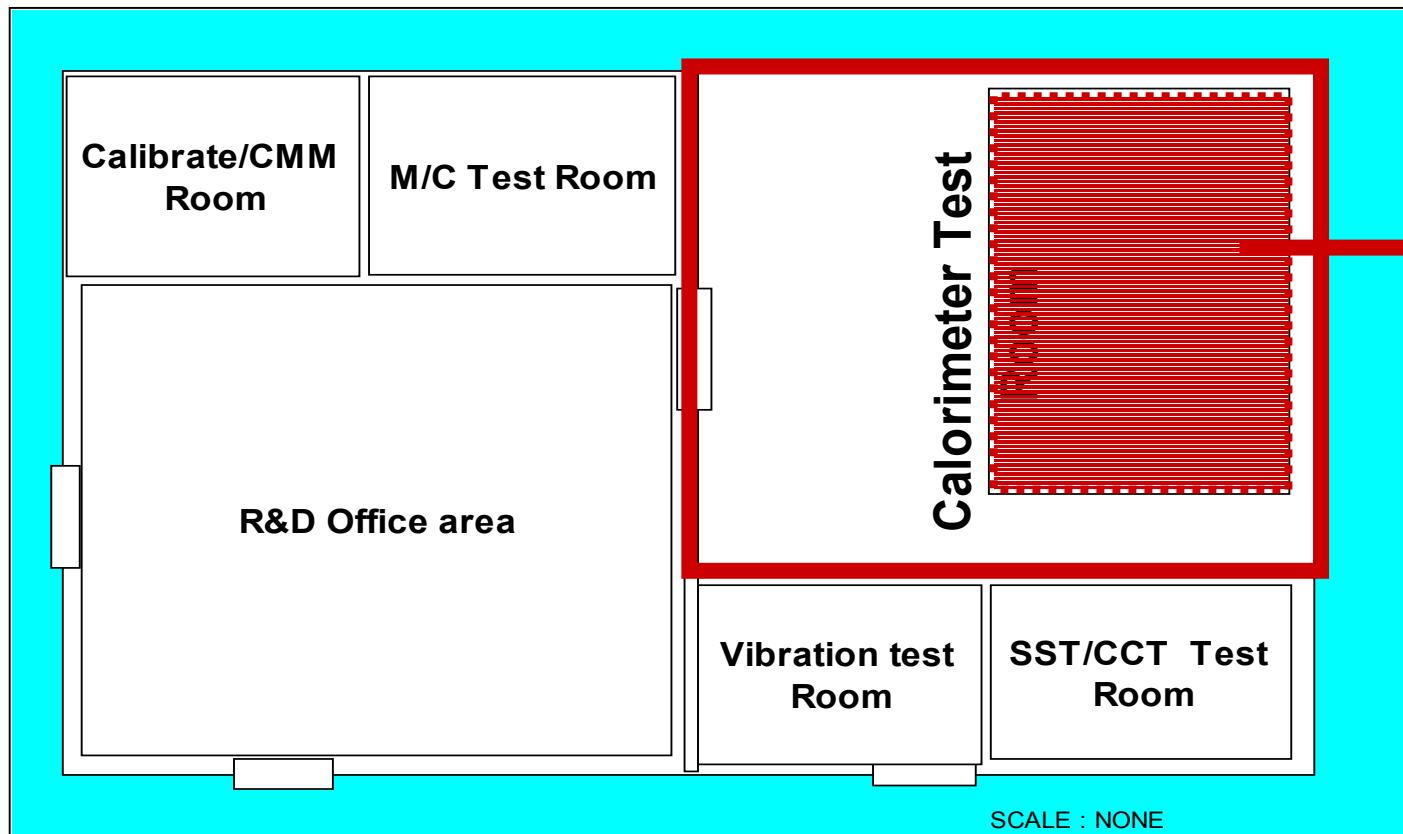 Calibrate/CMM
Room
M/C Test Room
Calorimeter Test
Room
R&D Office area
Vibration test
Room
SST/CCT Test
Room
SCALE : NONE